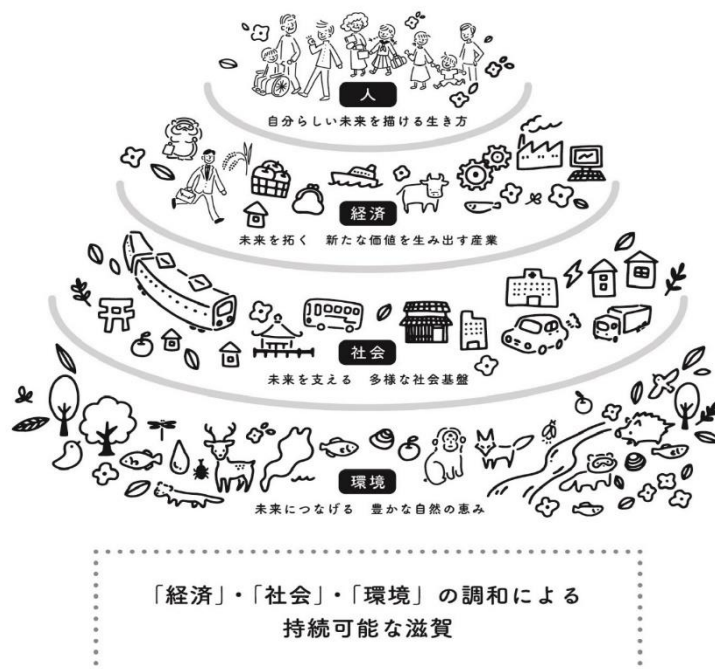 人
自分らしい未来を描ける生き方
経済
未来を拓く 新たな価値を生み出す産業
社会
未来を支える 多様な社会基盤
環境
未来につなげる 豊かな自然の恵み
「経済」・「社会」・「環境」の調和による
持続可能な滋賀